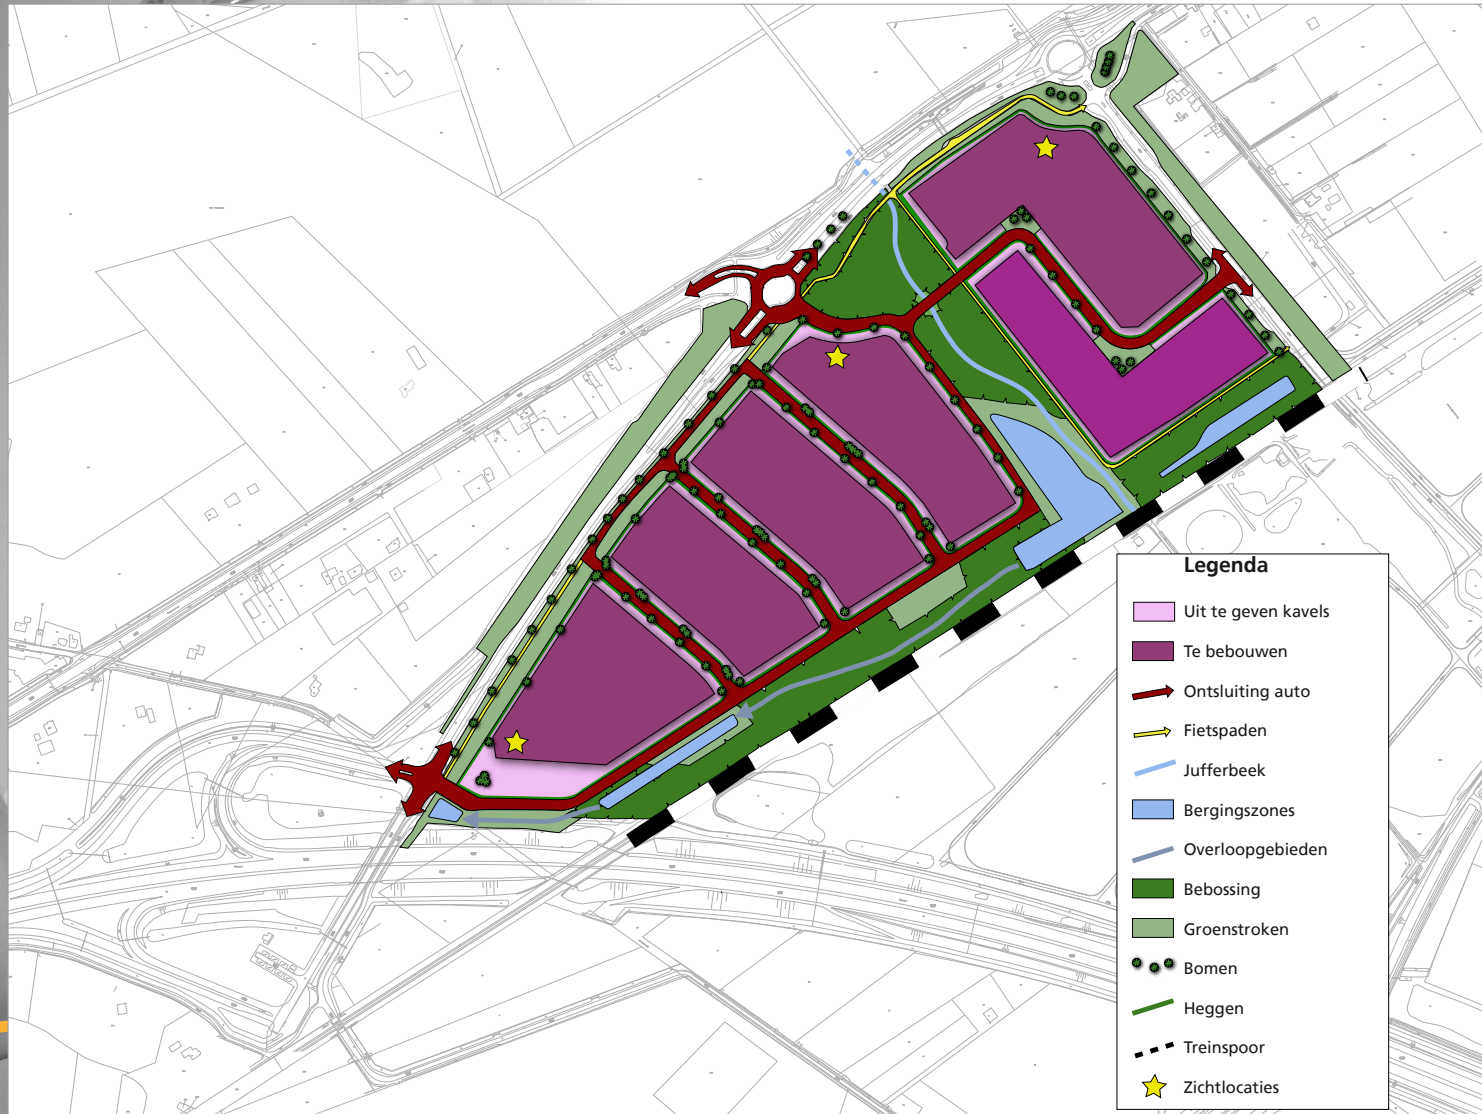 Legenda
Uit te geven kavels
Te bebouwen
Ontsluiting auto
Fietspaden
Jufferbeek
Bergingszones
Overloopgebieden
Bebossing
Groenstroken
Bomen
Heggen
Treinspoor
Zichtlocaties